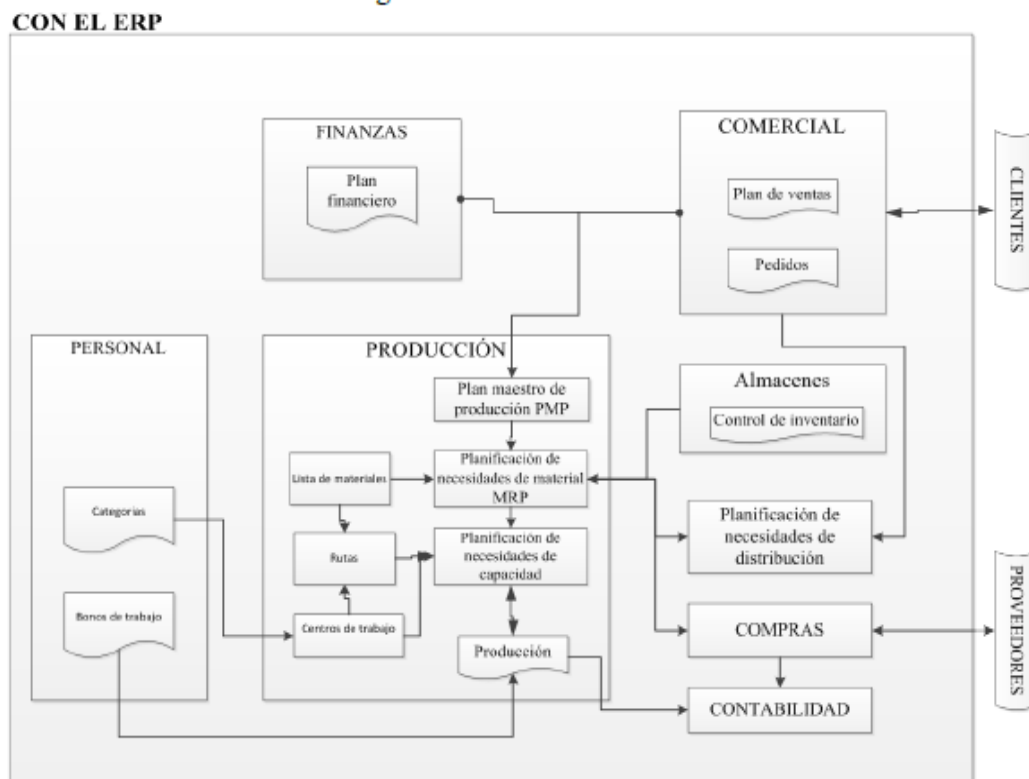 CON EL ERP
FINANZAS
Plan
financiero
COMERCIAL
Plan de ventas
Pedidos
CLIENTES
PERSONAL
Categorias
Bonos de trabajo
PRODUCCIÓN
Plan maestro de
producción PMP
Planificación de
necesidades de material
MRP
Lista de materiales
Rutas
Planificación de
necesidades de
capacidad
Centros de trabajo
Producción
Almacenes
Control de inventario
Planificación de
necesidades de
distribución
COMPRAS
CONTABILIDAD
PROVEEDORES